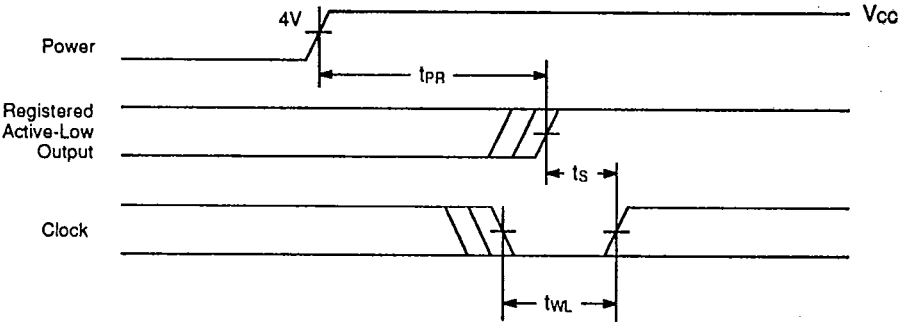 4V
VCC
Power
tPR
Registered
Active-Low
Output
tS
Clock
tWL